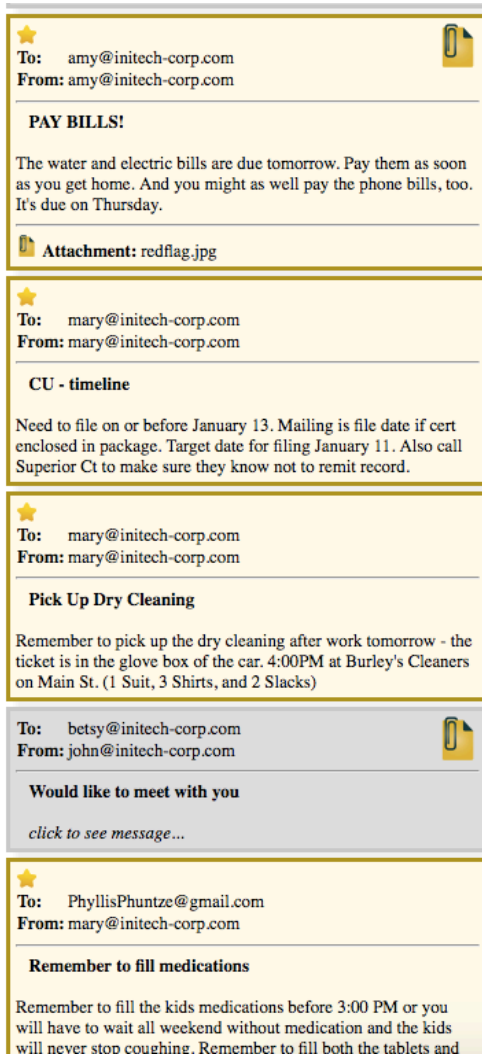 To: amy@initech-corp.com
From: amy@initech-corp.com
PAY BILLS!
The water and electric bills are due tomorrow. Pay them as soon
as you get home. And you might as well pay the phone bills, too.
It's due on Thursday.
Attachment: redflag.jpg
To: mary@initech-corp.com
From: mary@initech-corp.com
CU - timeline
Need to file on or before January 13. Mailing is file date if cert
enclosed in package. Target date for filing January 11. Also call
Superior Ct to make sure they know not to remit record.
To: mary@initech-corp.com
From: mary@initech-corp.com
Pick Up Dry Cleaning
Remember to pick up the dry cleaning after work tomorrow - the
ticket is in the glove box of the car. 4:00PM at Burley's Cleaners
on Main St. (1 Suit, 3 Shirts, and 2 Slacks)
To: betsy@initech-corp.com
From: john@initech-corp.com
Would like to meet with you
click to see message...
To: PhyllisPhuntze@gmail.com
From: mary@initech-corp.com
Remember to fill medications
Remember to fill the kids medications before 3:00 PM or you
will have to wait all weekend without medication and the kids
will never stop coughing. Remember to fill both the tablets and